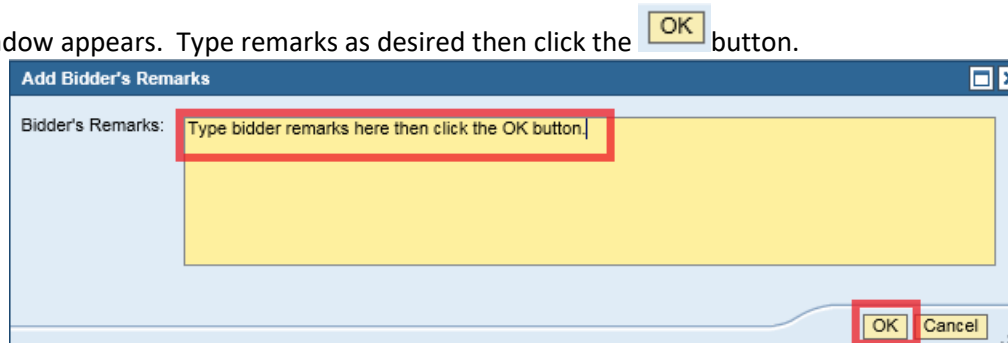 appears. Type remarks as desired then click the OK button.
Add Bidder's Remarks
Bidder's Remarks: Type bidder remarks here then click the OK button.
OK Cancel